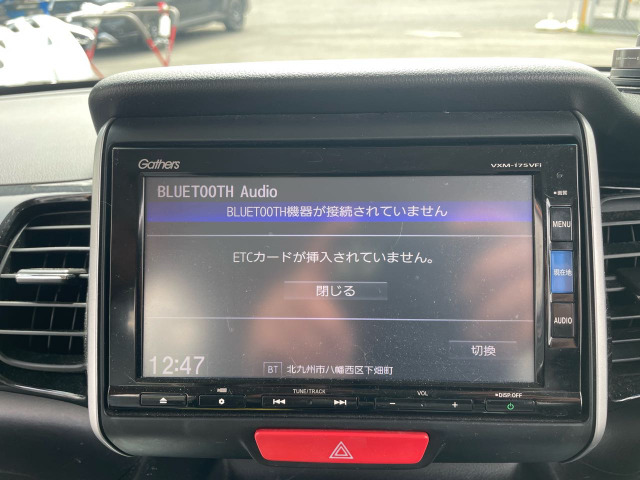 Gathers
VXM-175VFi
BLUETOOTH Audio
BLUETOOTH機器が接続されていません
ETCカードが挿入されていません。
閉じる
切換
12:47
BT 北九州市八幡西区下畑町
画質
MENU
現在地
AUDIO
TUNE/TRACK
VOL
DISP.OFF